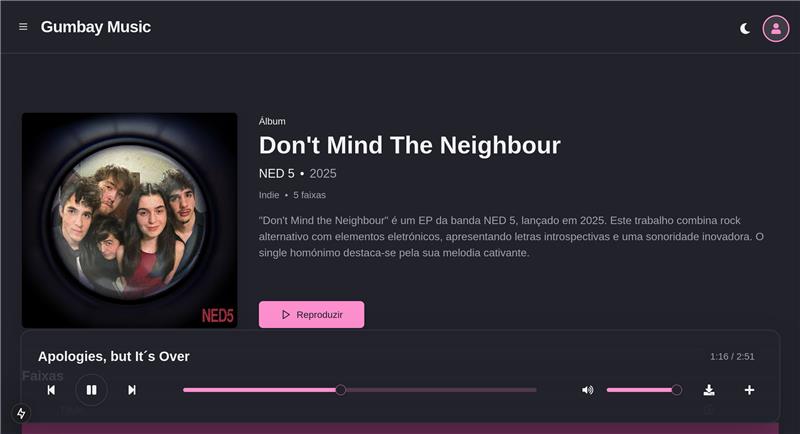 Gumbay Music
Álbum
Don't Mind The Neighbour
NED 5 • 2025
Indie • 5 faixas
"Don't Mind the Neighbour" é um EP da banda NED 5, lançado em 2025. Este trabalho combina rock
alternativo com elementos eletrónicos, apresentando letras introspectivas e uma sonoridade inovadora. O
single homónimo destaca-se pela sua melodia cativante.
NED5
Reproduzir
Apologies, but It´s Over
1:16 / 2:51
Faixas